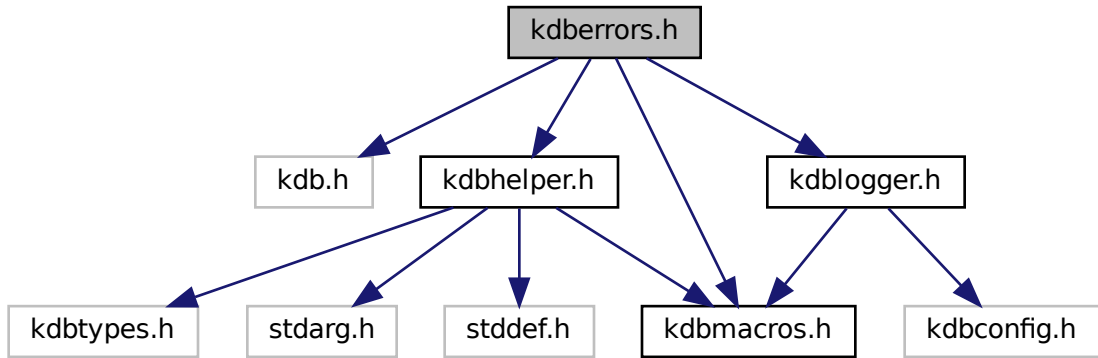 kdberrors.h
kdb.h
kdbhelper.h
kdblogger.h
kdbtypes.h
stdarg.h
stddef.h
kdbmacros.h
kdbconfig.h